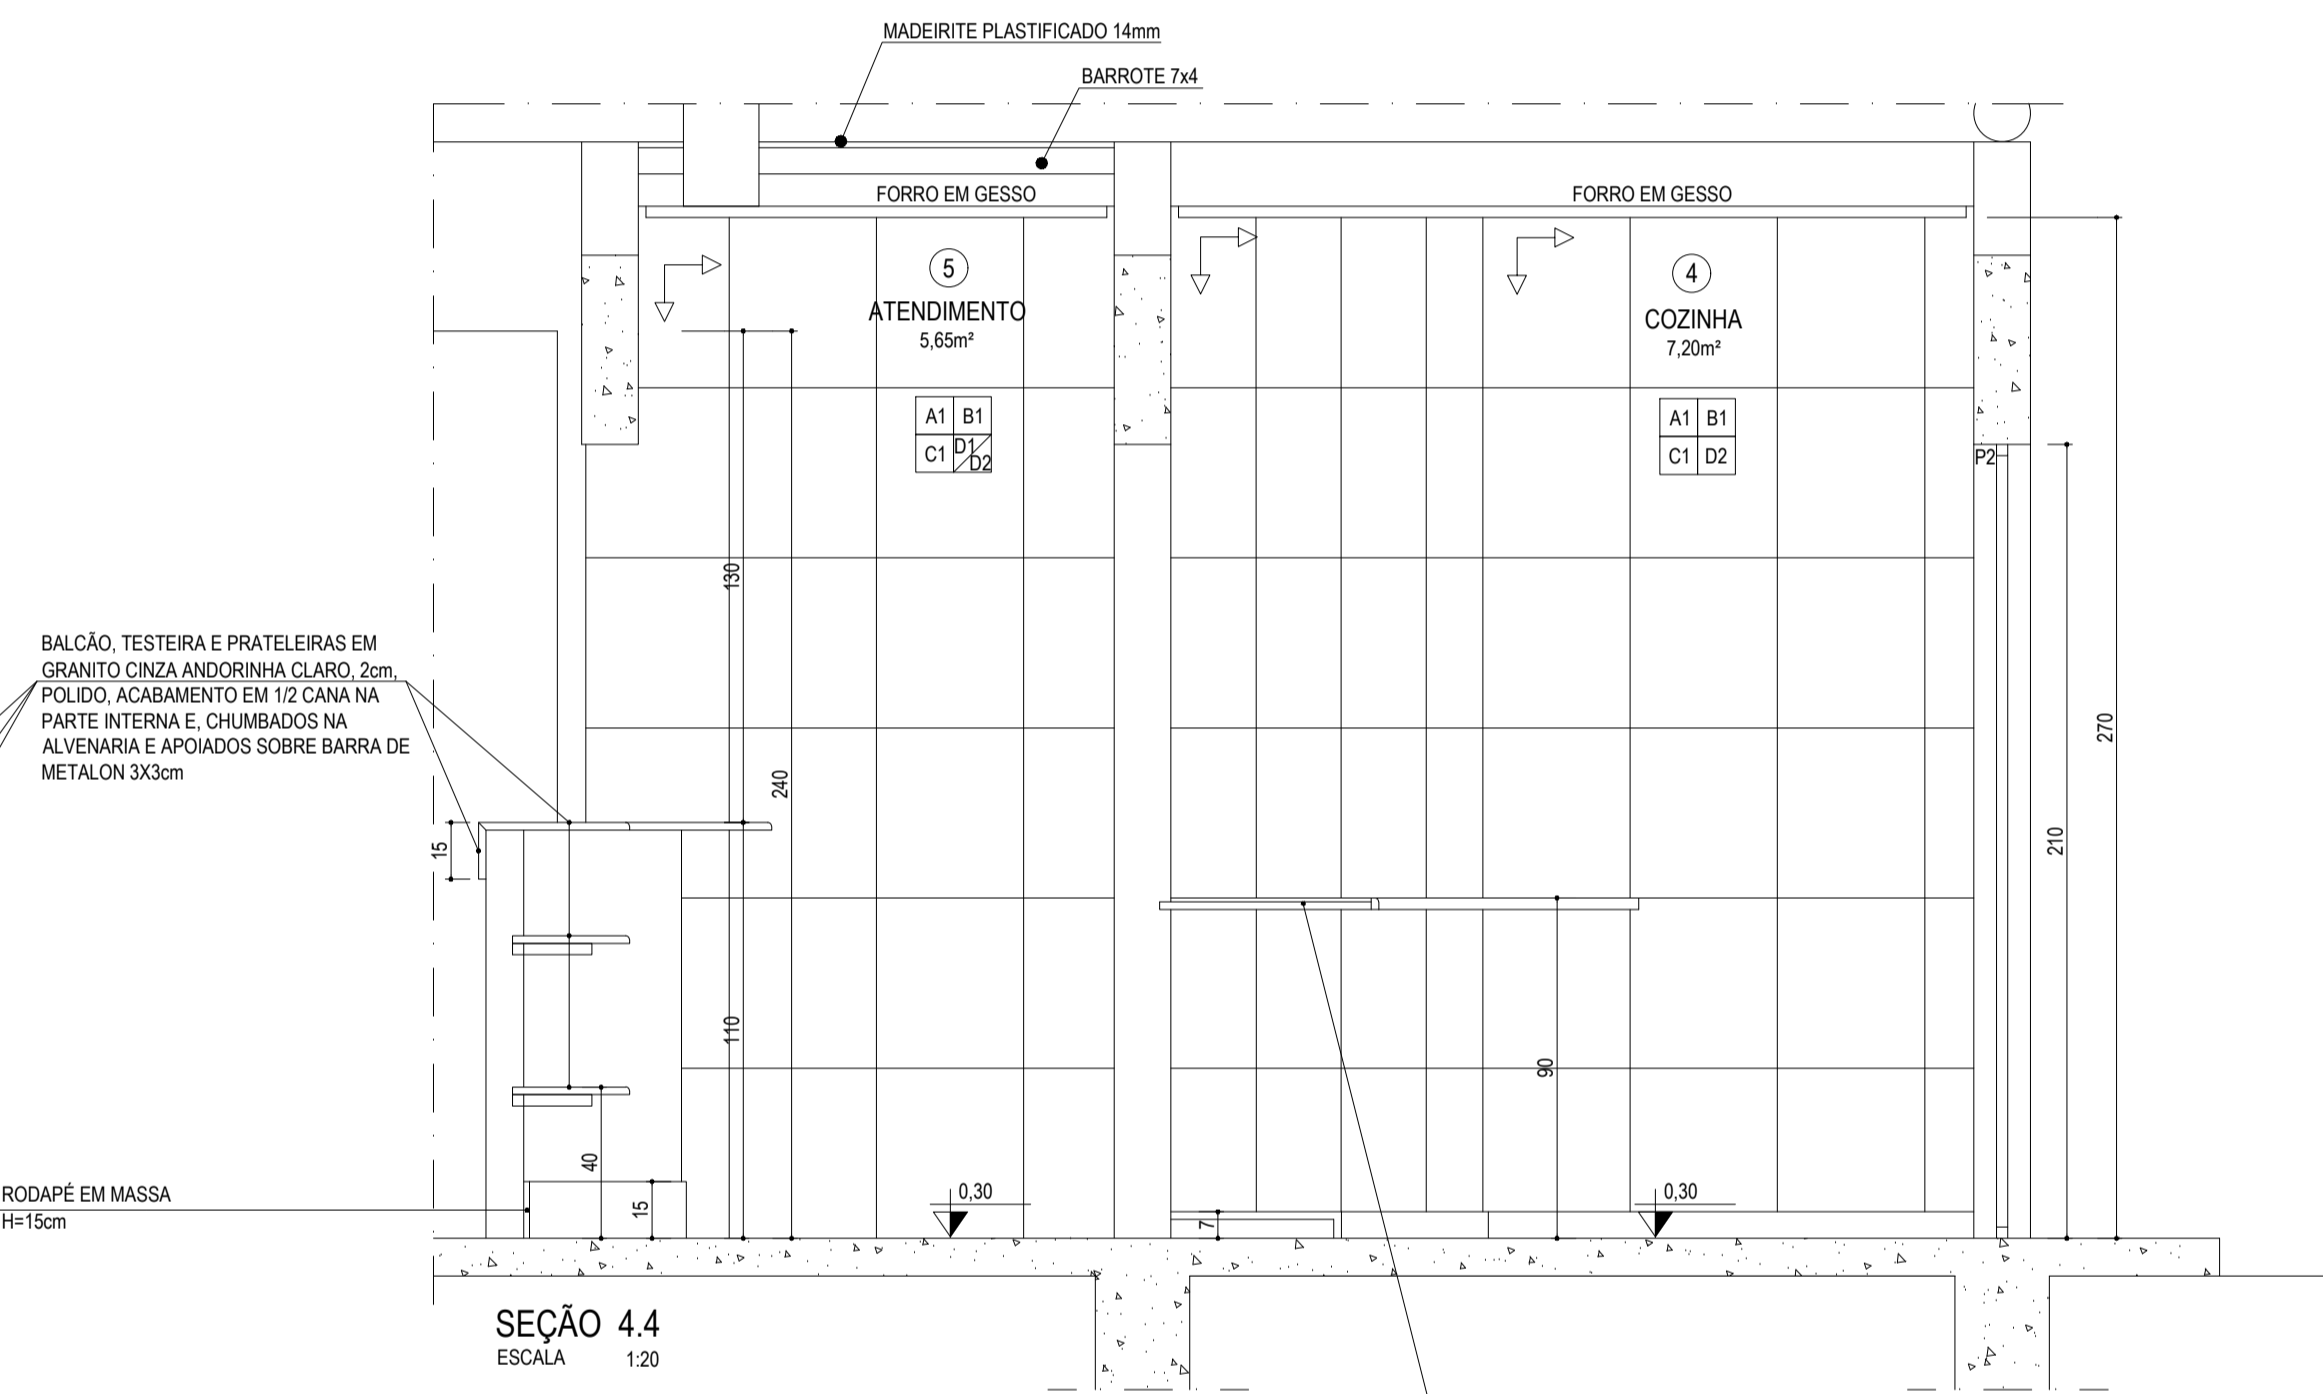 MADEIRITE PLASTIFICADO 14mm
BARROTE 7x4
FORRO EM GESSO
FORRO EM GESSO
5
ATENDIMENTO
5,65m²
4
COZINHA
7,20m²
A1 B1
C1 D1 D2
A1 B1
C1 D2
P2
130
BALCÃO, TESTEIRA E PRATELEIRAS EM
GRANITO CINZA ANDORINHA CLARO, 2cm,
POLIDO, ACABAMENTO EM 1/2 CANA NA
PARTE INTERNA E, CHUMBADOS NA
ALVENARIA E APOIADOS SOBRE BARRA DE
METALON 3X3cm
270
240
210
15
110
90
40
15
7
0,30
0,30
RODAPÉ EM MASSA
H=15cm
SEÇÃO 4.4
ESCALA 1:20